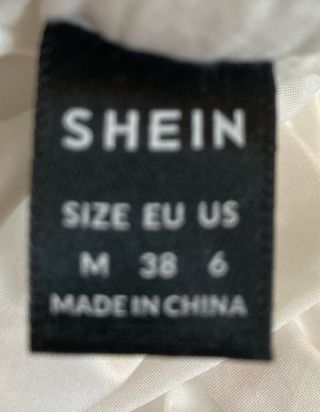 SHEIN
SIZE EU US
M 38 6
MADE IN CHINA